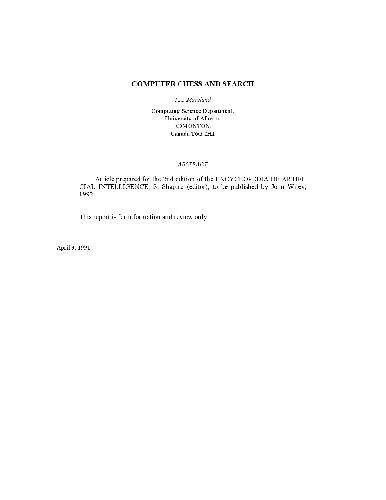 COMPUTER CHESS AND SEARCH
T.A. Marsland
Computing Science Department,
University of Alberta,
EDMONTON,
Canada T6G 2H1
ABSTRACT
Article prepared for the 2nd edition of the ENCYCLOPEDIA OF ARTIFI-
CIAL INTELLIGENCE, S. Shapiro (editor), to be published by John Wiley,
This report is for information and review only.
April 3, 1991